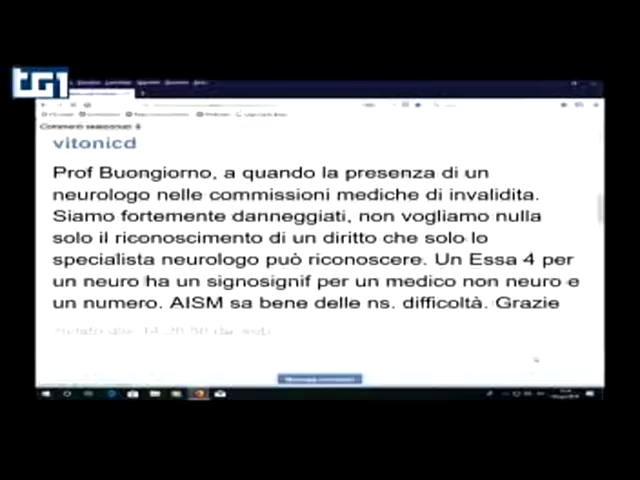 TG1
vitonicd
Prof Buongiorno, a quando la presenza di un
neurologo nelle commissioni mediche di invalidita.
Siamo fortemente danneggiati, non vogliamo nulla
solo il riconoscimento di un diritto che solo lo
specialista neurologo può riconoscere. Un Essa 4 per
un neuro ha un signosignif per un medico non neuro e
un numero. AISM sa bene delle ns. difficoltà. Grazie